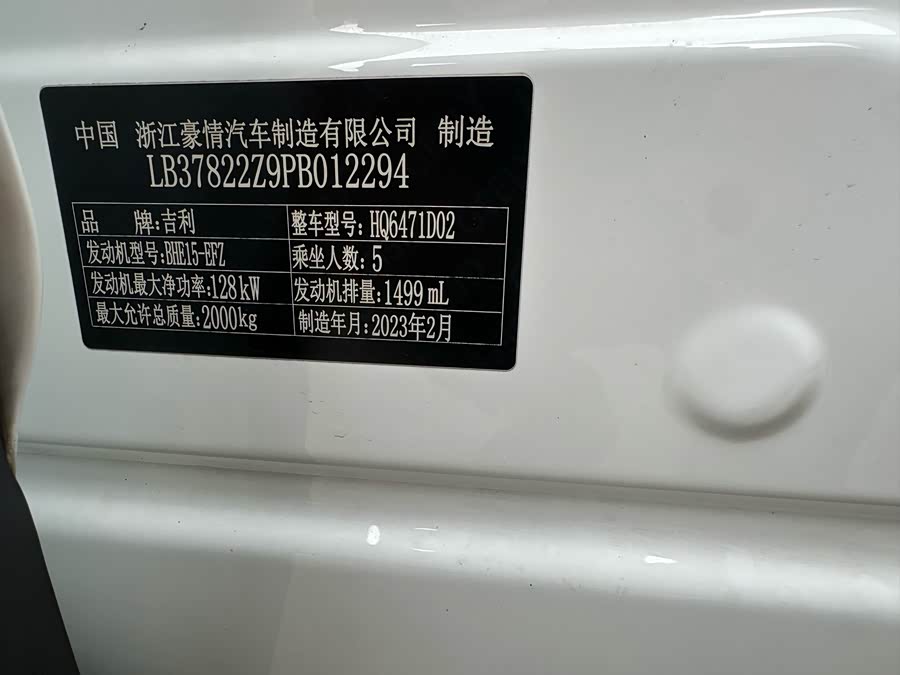 中国 浙江豪情汽车制造有限公司 制造
LB37822Z9PB012294
品 牌:吉利 整车型号:HQ6471D02
发动机型号:BHE15-EFZ 乘坐人数:5
发动机最大净功率:128kW 发动机排量:1499mL
最大允许总质量:2000kg 制造年月:2023年2月